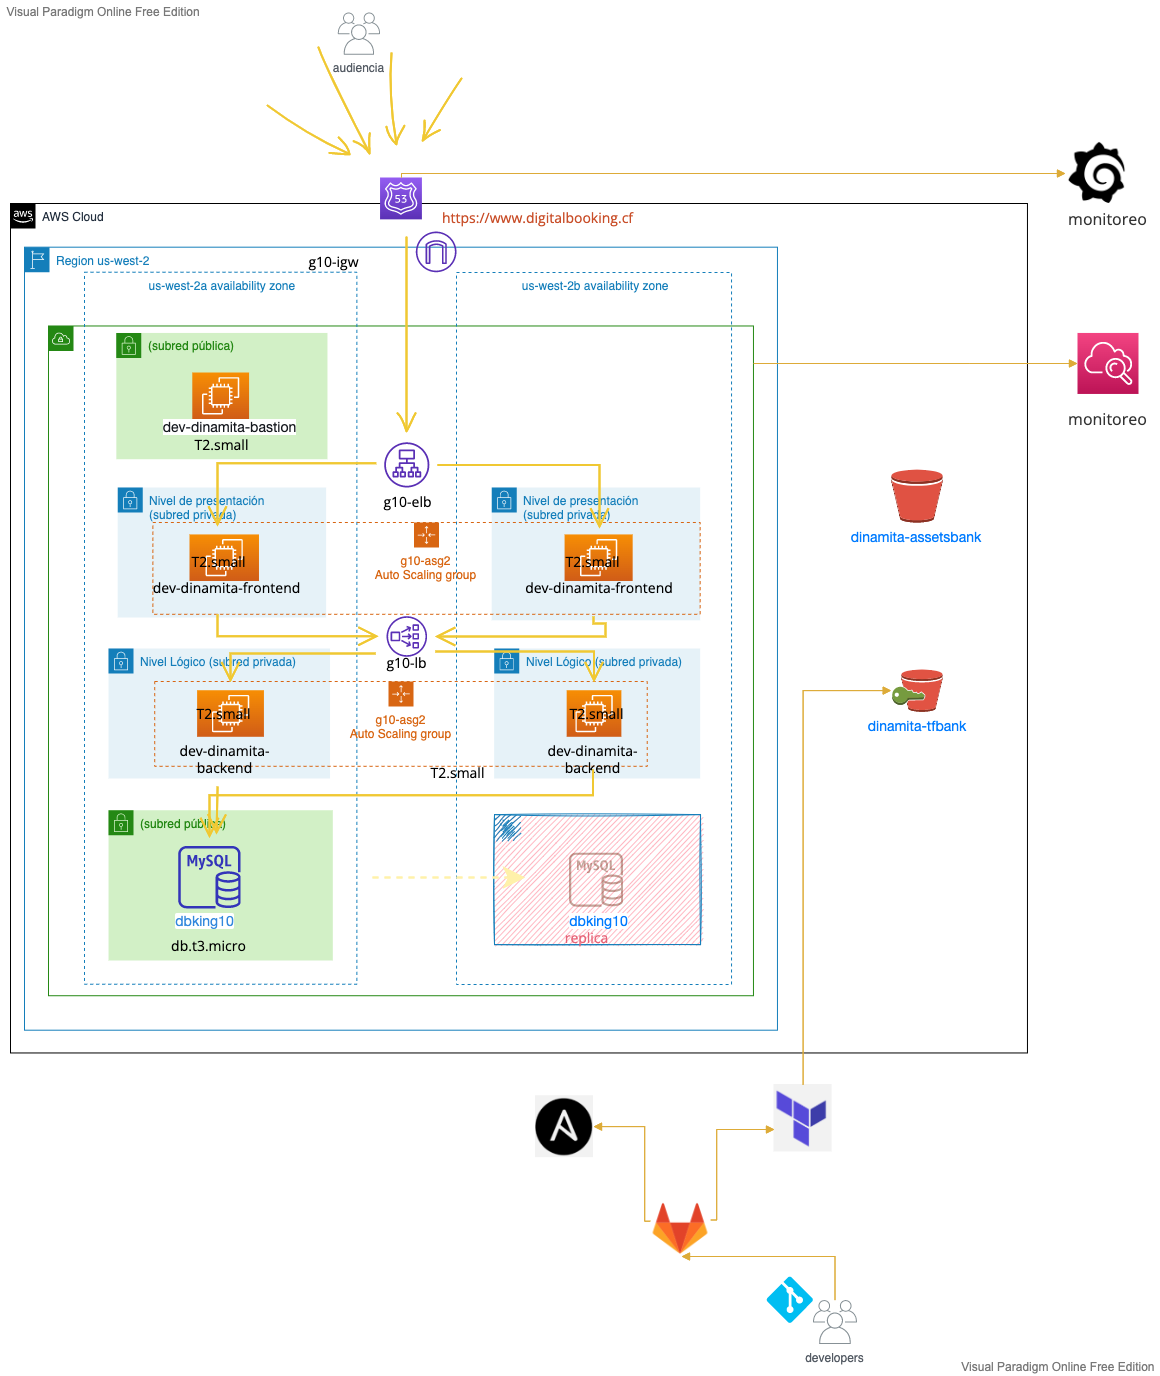 Visual Paradigm Online Free Edition
audiencia
53
aws
AWS Cloud
https://www.digitalbooking.cf
monitoreo
Region us-west-2
g10-igw
us-west-2a availability zone
us-west-2b availability zone
(subred pública)
dev-dinamita-bastion
T2.small
monitoreo
g10-elb
Nivel de presentación
(subred privada)
Nivel de presentación
(subred privada)
g10-asg2
Auto Scaling group
T2.small
dev-dinamita-frontend
T2.small
dev-dinamita-frontend
dinamita-assetsbank
g10-lb
Nivel Lógico (subred privada)
Nivel Lógico (subred privada)
g10-asg2
Auto Scaling group
T2.small
dev-dinamita-
backend
T2.small
dev-dinamita-
backend
T2.small
dinamita-tfbank
(subred pública)
MySQL
dbking10
db.t3.micro
MySQL
dbking10
replica
developers
Visual Paradigm Online Free Edition